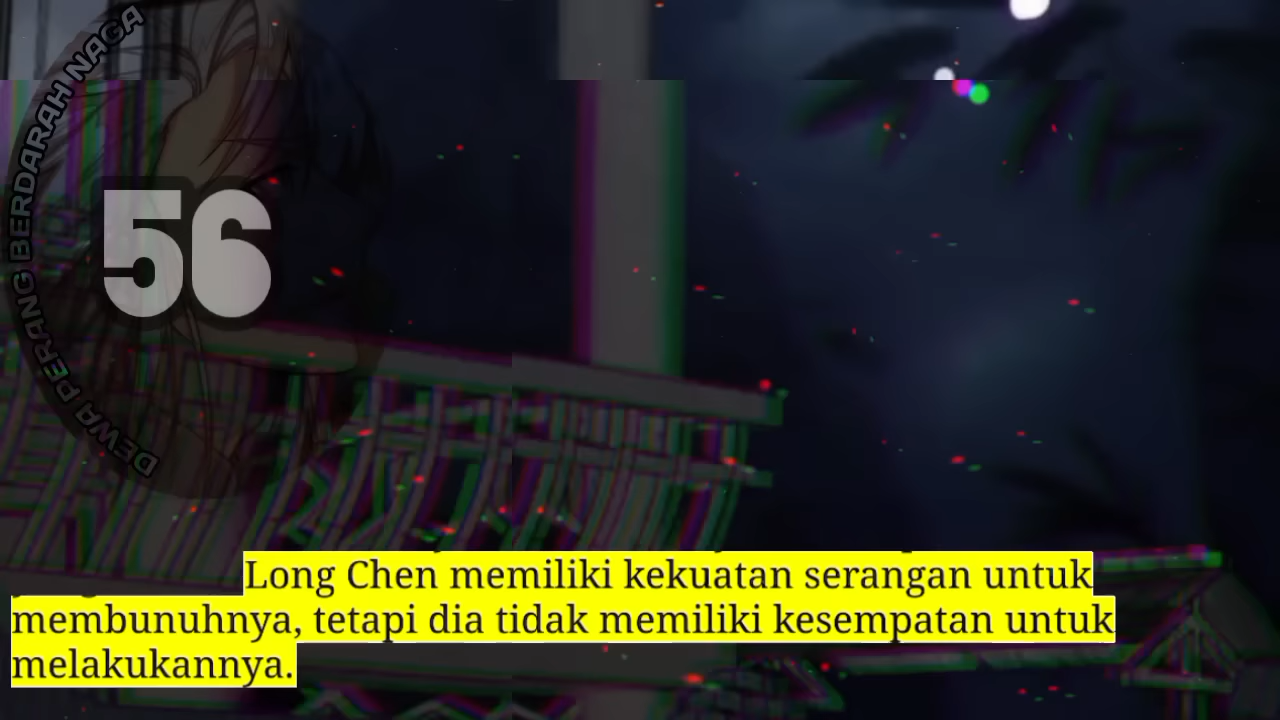 DEWA PERANG BERDARAH NAGA
56
Long Chen memiliki kekuatan serangan untuk
membunuhnya, tetapi dia tidak memiliki kesempatan untuk
melakukannya.